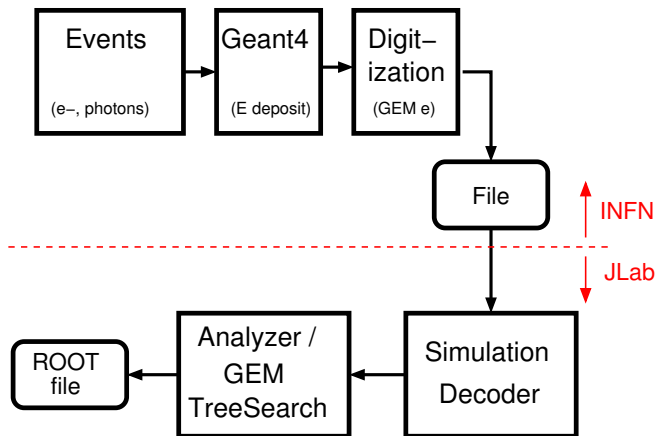 Events
(e−, photons)
Geant4
(E deposit)
Digit−
ization
(GEM e)
File
INFN
JLab
Simulation
Decoder
Analyzer /
GEM
TreeSearch
ROOT
file